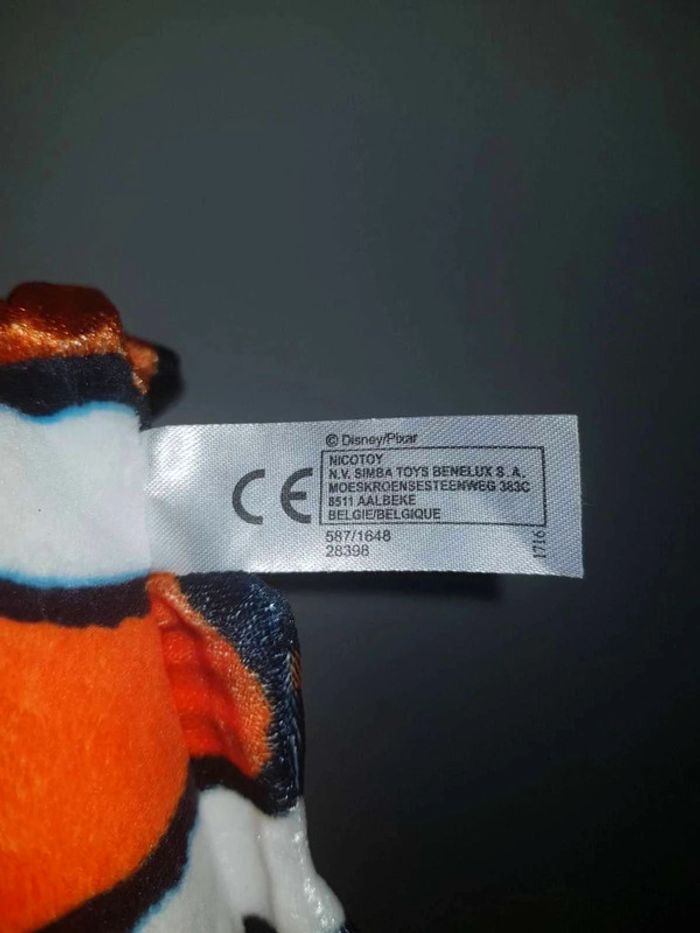 © Disney/Pixar
CE
NICOTOY
N.V. SIMBA TOYS BENELUX S.A.
MOESKROENSESTEENWEG 383C
8511 AALBEKE
BELGIE/BELGIQUE
587/1648
28398
1716